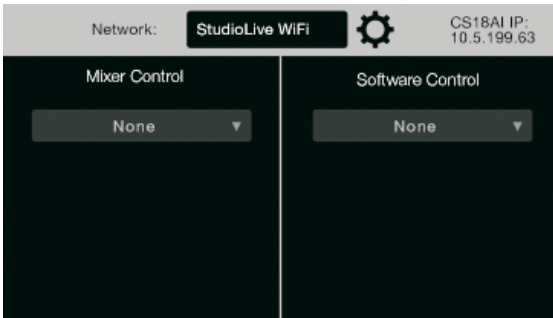 Network: StudioLive WiFi CS18AI IP:
10.5.199.63
Mixer Control Software Control
None None